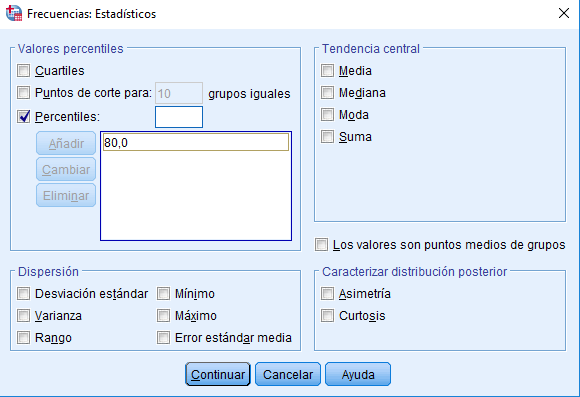 Frecuencias: Estadísticos
Valores percentiles
Cuartiles
Puntos de corte para: 10 grupos iguales
Percentiles:
Añadir
Cambiar
Eliminar
80,0
Tendencia central
Media
Mediana
Moda
Suma
Los valores son puntos medios de grupos
Dispersión
Desviación estándar Mínimo
Varianza Máximo
Rango Error estándar media
Caracterizar distribución posterior
Asimetría
Curtosis
Continuar Cancelar Ayuda